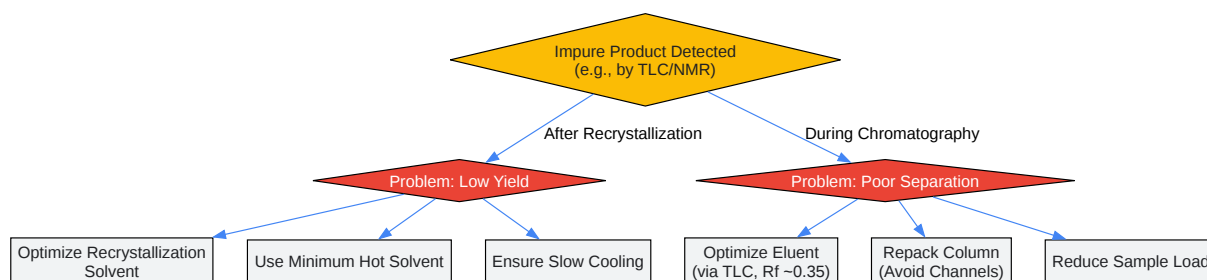 Impure Product Detected
(e.g., by TLC/NMR)
After Recrystallization
During Chromatography
Problem: Low Yield
Problem: Poor Separation
Optimize Recrystallization
Solvent
Use Minimum Hot Solvent
Ensure Slow Cooling
Optimize Eluent
(via TLC, Rf ~0.35)
Repack Column
(Avoid Channels)
Reduce Sample Load